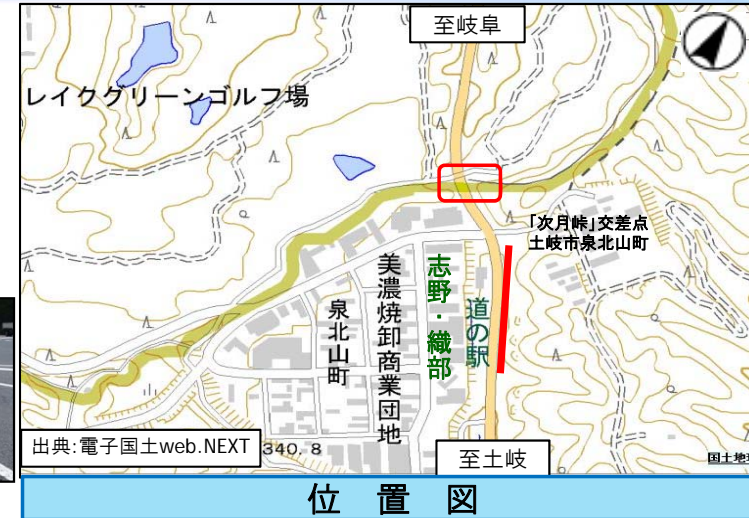 至岐阜
レイクグリーンゴルフ場
「次月峠」交差点
土岐市泉北山町
志野・織部
道の駅
美濃焼卸商業団地
泉北山町
出典:電子国土web.NEXT
340.8
至土岐
国土地
位置図